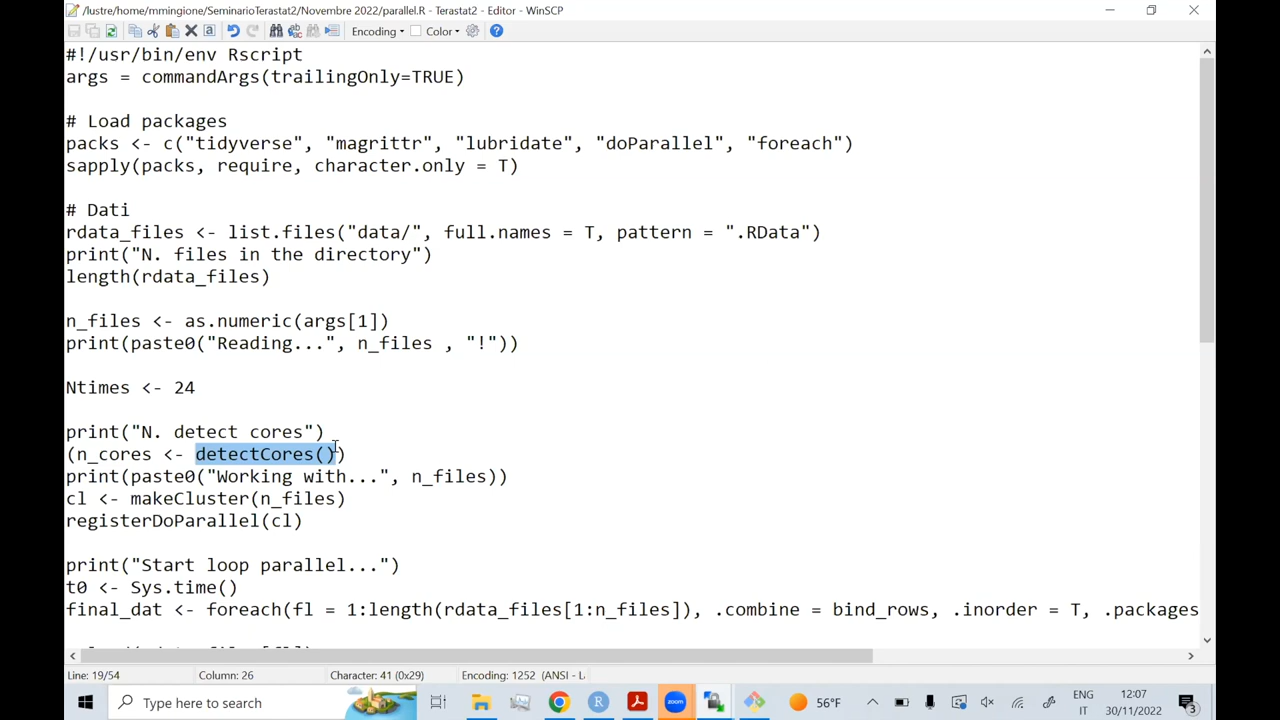 /lustre/home/mmingione/SeminarioTerastat2/Novembre 2022/parallel.R - Terastat2 - Editor - WinSCP
Encoding Color
#!/usr/bin/env Rscript
args = commandArgs(trailingOnly=TRUE)
# Load packages
packs <- c("tidyverse", "magrittr", "lubridate", "doParallel", "foreach")
sapply(packs, require, character.only = T)
# Dati
rdata_files <- list.files("data/", full.names = T, pattern = ".RData")
print("N. files in the directory")
length(rdata_files)
n_files <- as.numeric(args[1])
print(paste0("Reading...", n_files , "!"))
Ntimes <- 24
print("N. detect cores")
(n_cores <- detectCores())
print(paste0("Working with...", n_files))
cl <- makeCluster(n_files)
registerDoParallel(cl)
print("Start loop parallel...")
t0 <- Sys.time()
final_dat <- foreach(fl = 1:length(rdata_files[1:n_files]), .combine = bind_rows, .inorder = T, .packages
Line: 19/54 Column: 26 Character: 41 (0x29) Encoding: 1252 (ANSI - L
Type here to search zoom 56°F ENG 12:07
IT 30/11/2022 3